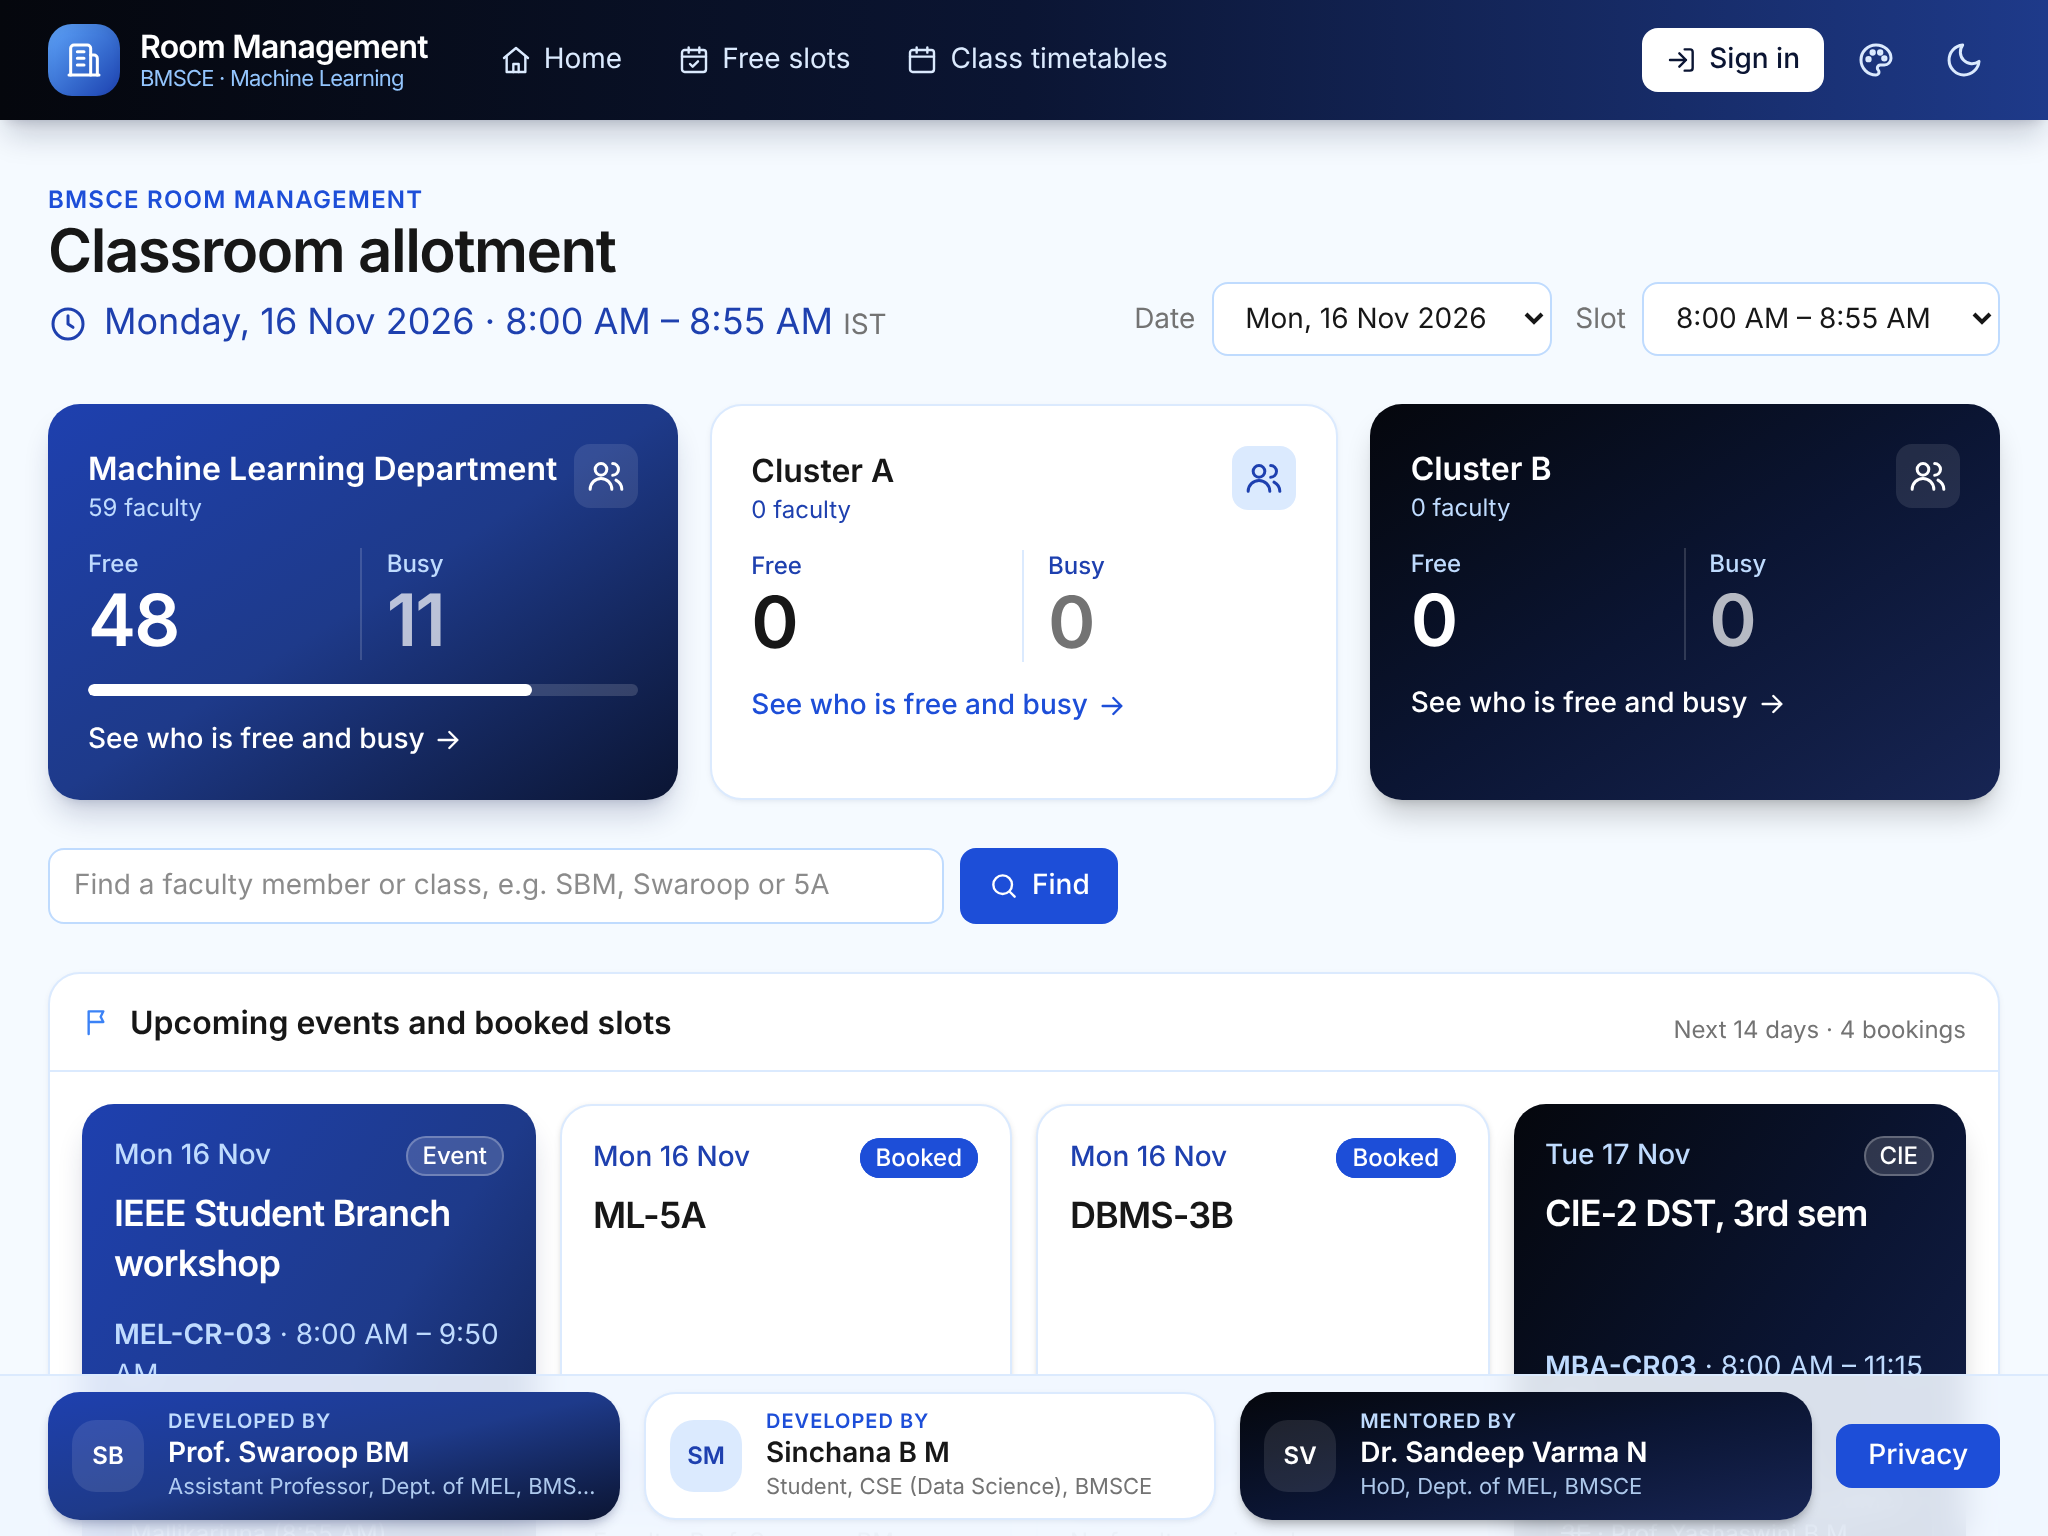 Room Management
BMSCE · Machine Learning
Home
Free slots
Class timetables
Sign in
BMSCE ROOM MANAGEMENT
Classroom allotment
Monday, 16 Nov 2026 · 8:00 AM – 8:55 AM IST
Date
Mon, 16 Nov 2026
Slot
8:00 AM – 8:55 AM
Machine Learning Department
59 faculty
Free
Busy
48
11
See who is free and busy →
Cluster A
0 faculty
Free
Busy
0
0
See who is free and busy →
Cluster B
0 faculty
Free
Busy
0
0
See who is free and busy →
Find a faculty member or class, e.g. SBM, Swaroop or 5A
Find
Upcoming events and booked slots
Next 14 days · 4 bookings
Mon 16 Nov
Event
IEEE Student Branch
workshop
MEL-CR-03 · 8:00 AM – 9:50
AM
Mon 16 Nov
Booked
ML-5A
Mon 16 Nov
Booked
DBMS-3B
Tue 17 Nov
CIE
CIE-2 DST, 3rd sem
MBA-CR03 · 8:00 AM – 11:15
SB
DEVELOPED BY
Prof. Swaroop BM
Assistant Professor, Dept. of MEL, BMS...
SM
DEVELOPED BY
Sinchana B M
Student, CSE (Data Science), BMSCE
SV
MENTORED BY
Dr. Sandeep Varma N
HoD, Dept. of MEL, BMSCE
Privacy
Mallikarjuna (8:55 AM)